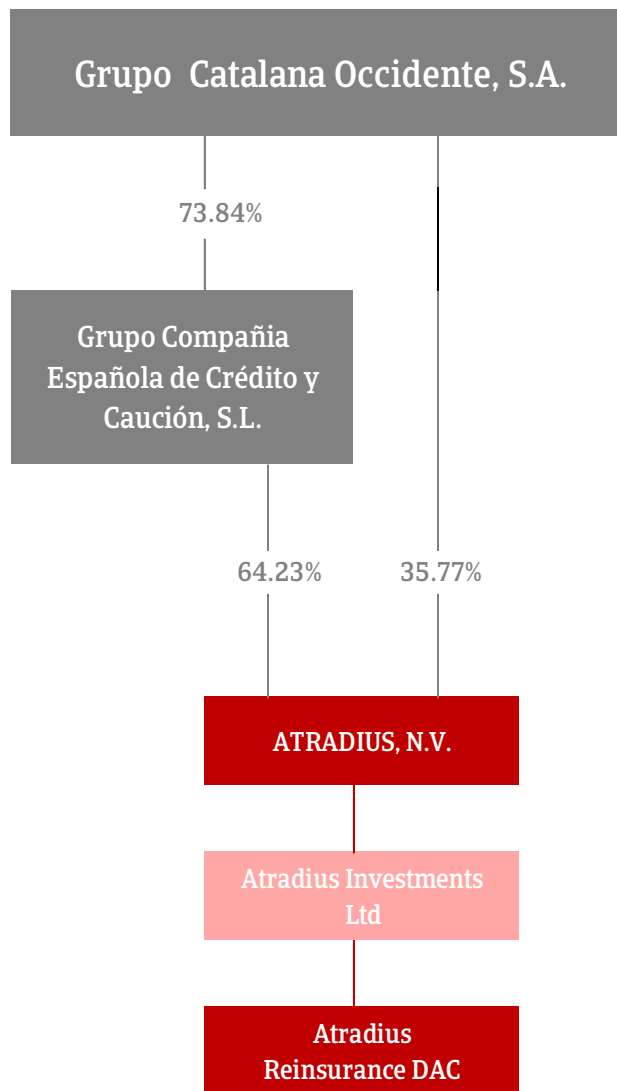 Grupo Catalana Occidente, S.A.
73.84%
Grupo Compañia
Española de Crédito y
Caución, S.L.
64.23%
35.77%
ATRADIUS, N.V.
Atradius Investments
Ltd
Atradius
Reinsurance DAC